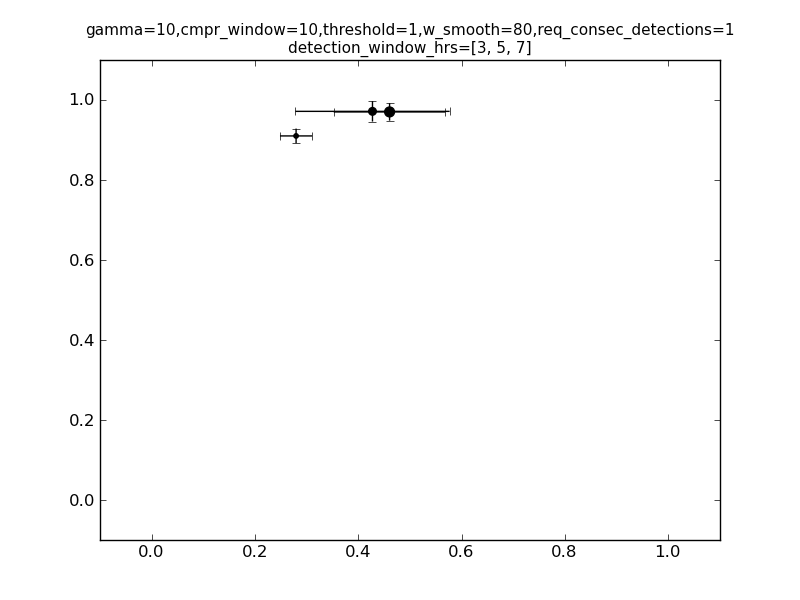 gamma=10,cmpr_window=10,threshold=1,w_smooth=80,req_consec_detections=1
detection_window_hrs=[3, 5, 7]
1.0
0.8
0.6
0.4
0.2
0.0
0.0 0.2 0.4 0.6 0.8 1.0